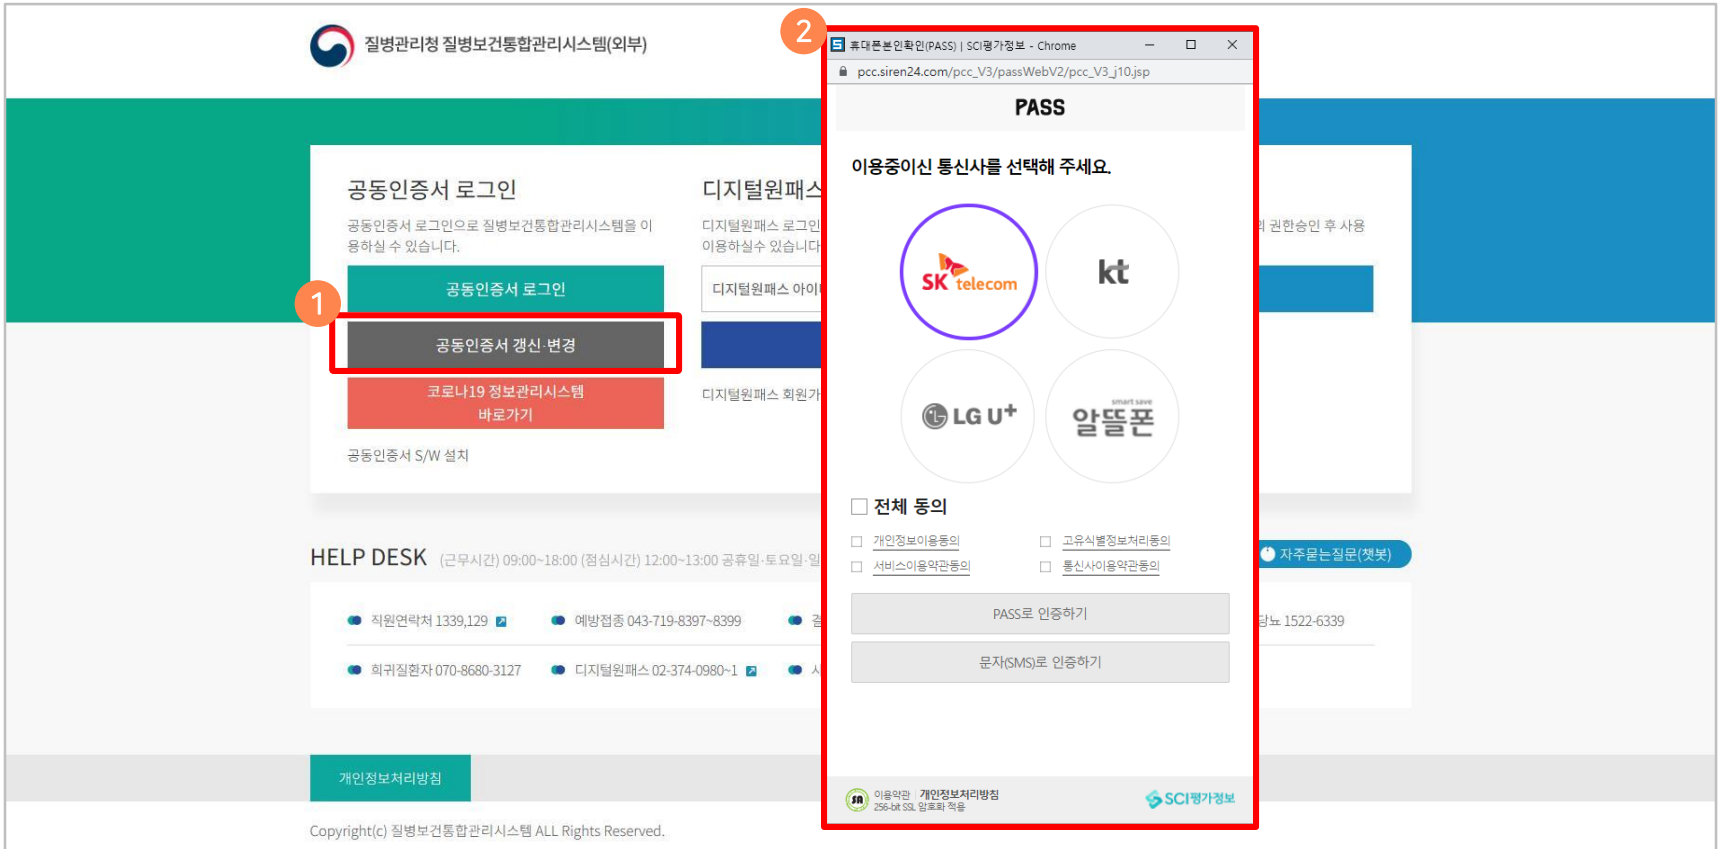 질병관리청 질병보건통합관리시스템(외부)
1
공동인증서 로그인
공동인증서 로그인으로 질병보건통합관리시스템을 이
용하실 수 있습니다.
공동인증서 로그인
공동인증서 갱신·변경
코로나19 정보관리시스템
바로가기
공동인증서 S/W 설치
디지털원패스
디지털원패스 로그인
이용하실수 있습니다
디지털원패스 아이
디지털원패스 회원가
권한승인 후 사용
2
휴대폰본인확인(PASS) | SCI평가정보 - Chrome
pcc.siren24.com/pcc_V3/passWebV2/pcc_V3_j10.jsp
PASS
이용중이신 통신사를 선택해 주세요.
SK telecom
kt
LG U+
smart save
알뜰폰
전체 동의
개인정보이용동의
고유식별정보처리동의
서비스이용약관동의
통신사이용약관동의
PASS로 인증하기
문자(SMS)로 인증하기
이용약관 | 개인정보처리방침
256-bit SSL 암호화 적용
SCI평가정보
HELP DESK (근무시간) 09:00~18:00 (점심시간) 12:00~13:00 공휴일·토요일·일
자주묻는질문(챗봇)
직원연락처 1339,129
예방접종 043-719-8397~8399
당뇨 1522-6339
희귀질환자 070-8680-3127
디지털원패스 02-374-0980~1
개인정보처리방침
Copyright(c) 질병보건통합관리시스템 ALL Rights Reserved.